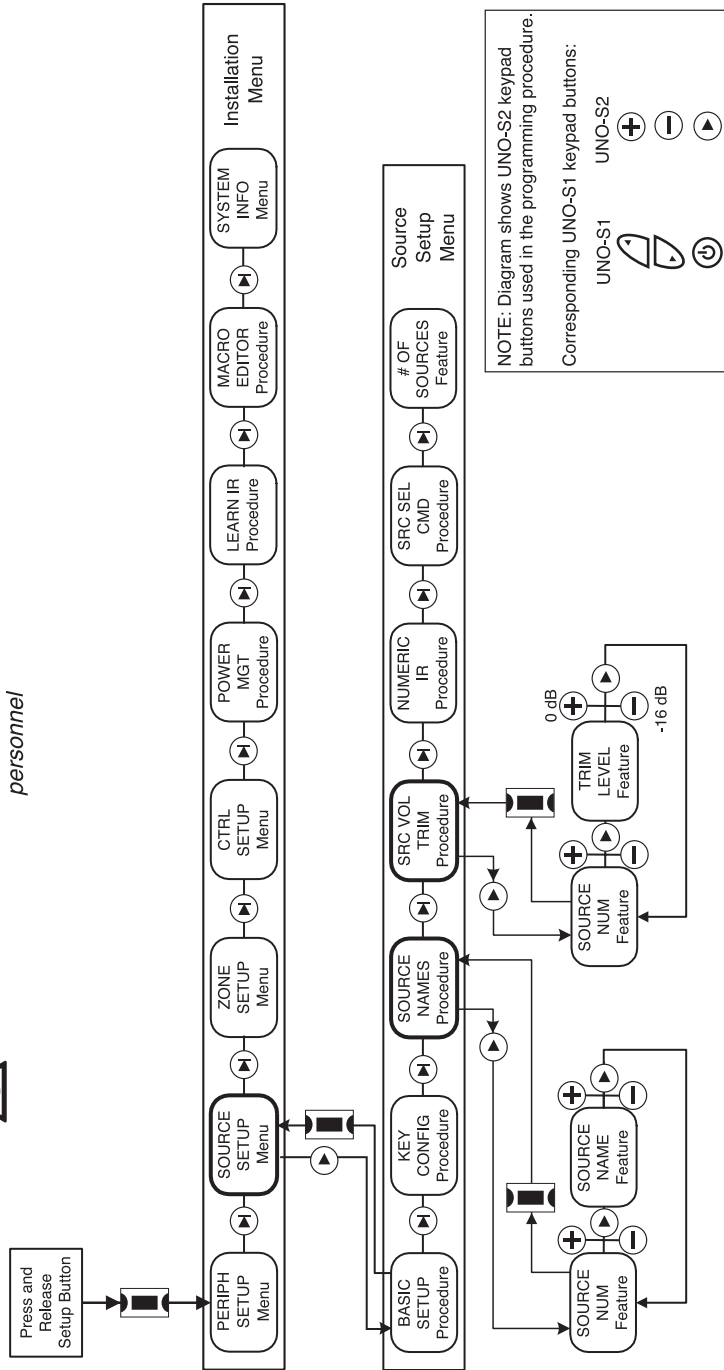 personnel
Press and
Release
Setup Button
PERIPH
SETUP
Menu
SOURCE
SETUP
Menu
ZONE
SETUP
Menu
CTRL
SETUP
Menu
POWER
MGT
Procedure
LEARN IR
Procedure
MACRO
EDITOR
Procedure
SYSTEM
INFO
Menu
Installation
Menu
BASIC
SETUP
Procedure
KEY
CONFIG
Procedure
SOURCE
NAMES
Procedure
SRC VOL
TRIM
Procedure
NUMERIC
IR
Procedure
SRC SEL
CMD
Procedure
# OF
SOURCES
Feature
Source
Setup
Menu
SOURCE
NUM
Feature
SOURCE
NAME
Feature
SOURCE
NUM
Feature
TRIM
LEVEL
Feature
0 dB
-16 dB
NOTE: Diagram shows UNO-S2 keypad
buttons used in the programming procedure.
Corresponding UNO-S1 keypad buttons:
UNO-S1 UNO-S2